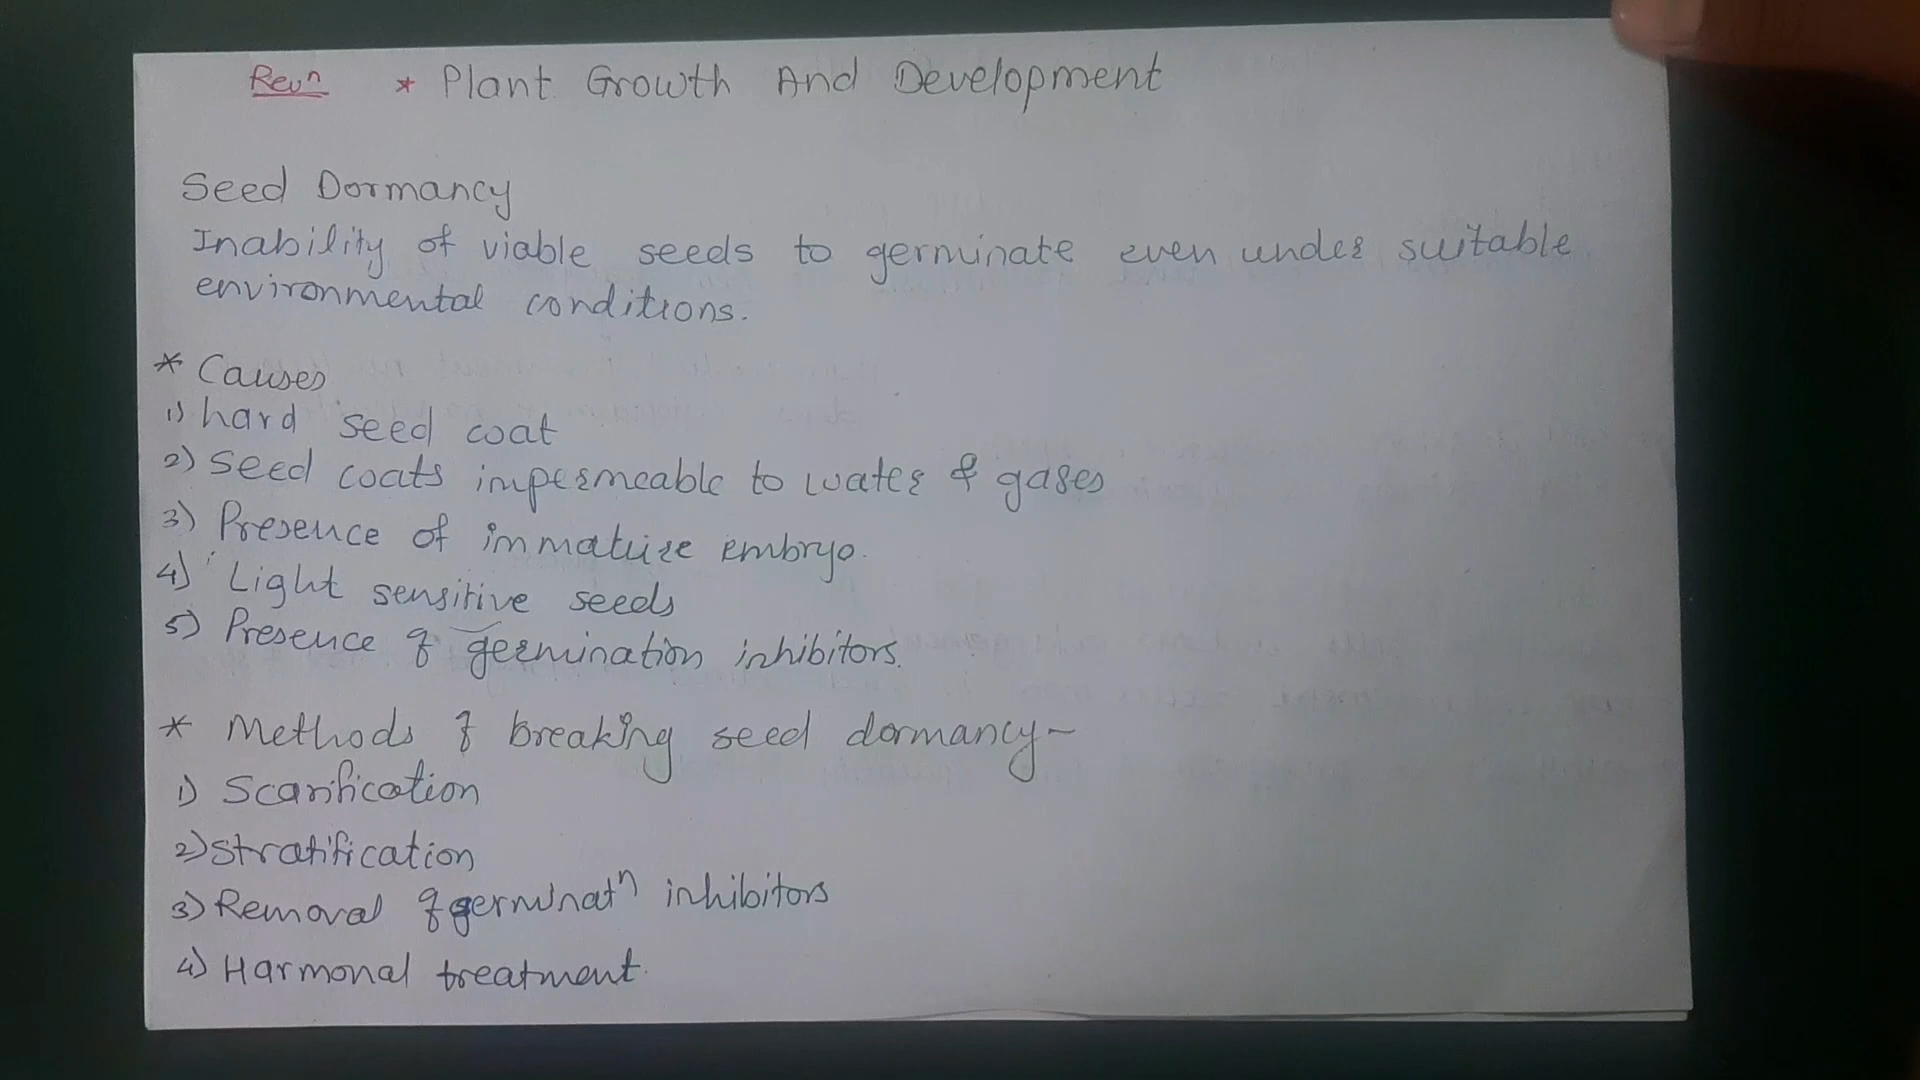 Revn * Plant Growth And Development
Seed Dormancy
Inability of viable seeds to germinate even under suitable
environmental conditions.
* Causes
1) hard seed coat
2) Seed coats impermeable to water & gases
3) Presence of immature embryo.
4) Light sensitive seeds
5) Presence of germination inhibitors.
* Methods of breaking seed dormancy-
1) Scarification
2) Stratification
3) Removal of germinatn inhibitors
4) Harmonal treatment.